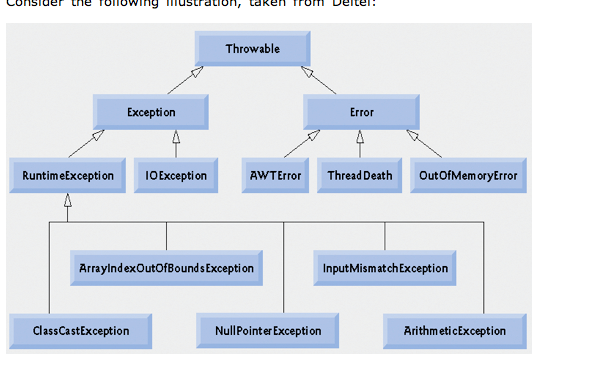 Consider the following illustration, taken from Deitel:
Throwable
Exception
Error
RuntimeException
IOException
AWTError
ThreadDeath
OutOfMemoryError
ArrayIndexOutOfBoundsException
InputMismatchException
ClassCastException
NullPointerException
ArithmeticException